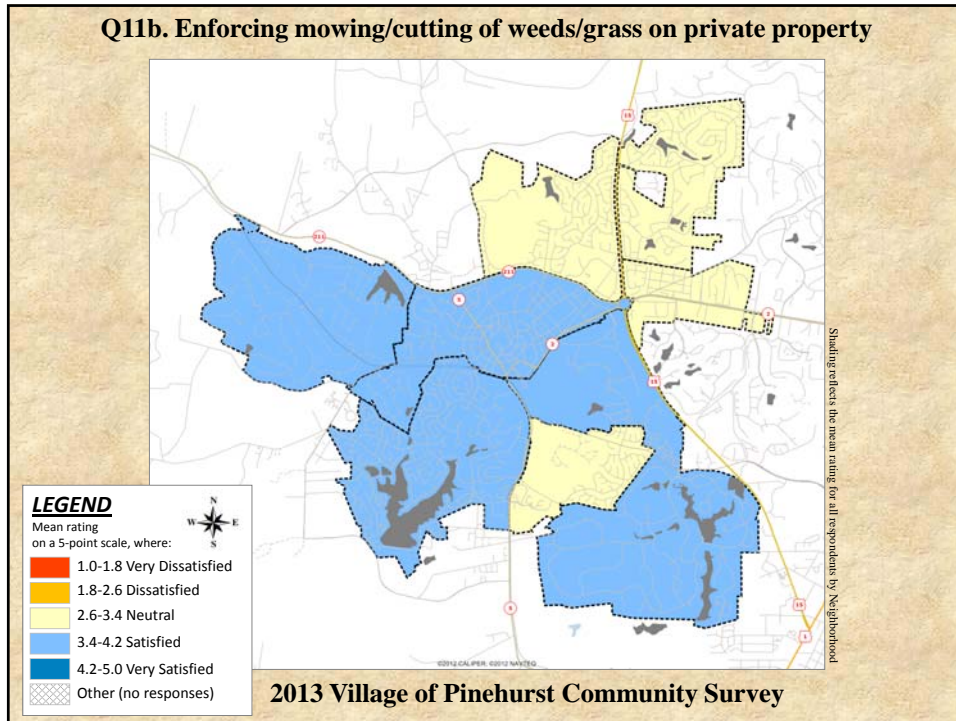 Q11b. Enforcing mowing/cutting of weeds/grass on private property
15
211
211
5
2
2
15
Shading reflects the mean rating for all respondents by Neighborhood
LEGEND
N
W E
S
Mean rating
on a 5-point scale, where:
1.0-1.8 Very Dissatisfied
1.8-2.6 Dissatisfied
2.6-3.4 Neutral
3.4-4.2 Satisfied
4.2-5.0 Very Satisfied
Other (no responses)
5
15
1
©2012 CALIPER; ©2012 NAVTEQ
2013 Village of Pinehurst Community Survey